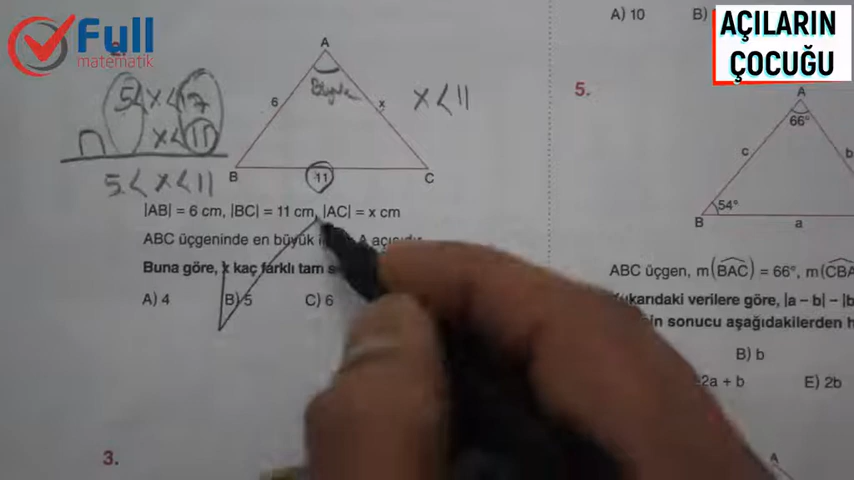 Full
matematik
AÇILARIN
ÇOCUĞU
2.
A
Büyük
6
x
B
11
C
5<x<17
x<11
5<x<11
x<11
|AB| = 6 cm, |BC| = 11 cm, |AC| = x cm
ABC üçgeninde en büyük A açısıdır.
Buna göre, x kaç farklı tam
A) 4 B) 5 C) 6
3.
A) 10 B)
5.
A
66°
c
b
54°
B
a
ABC üçgen, m(BAC) = 66°, m(CBA
Yukarıdaki verilere göre, |a – b| – |b
sonucu aşağıdakilerden
B) b
2a + b E) 2b
A